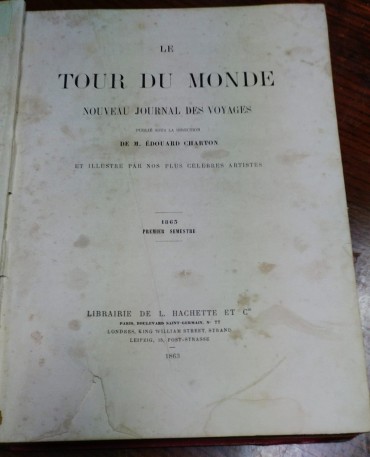 LE
TOUR DU MONDE
NOUVEAU JOURNAL DES VOYAGES
PUBLIÉ SOUS LA DIRECTION
DE M. ÉDOUARD CHARTON
ET ILLUSTRÉ PAR NOS PLUS CÉLÈBRES ARTISTES
1865
PREMIER SEMESTRE
LIBRAIRIE DE L. HACHETTE ET Cie
PARIS, BOULEVARD SAINT-GERMAIN, N° 77
LONDRES, KING WILLIAM STREET, STRAND
LEIPZIG, 15, POST-STRASSE
1865